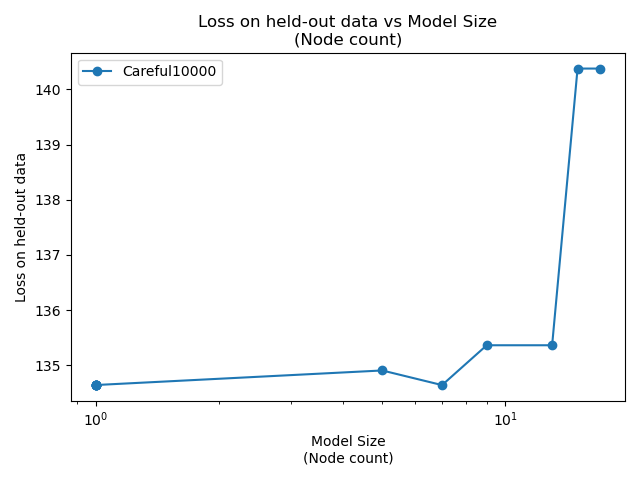 Loss on held-out data vs Model Size
(Node count)
Careful10000
140
139
138
137
136
135
Loss on held-out data
10⁰
10¹
Model Size
(Node count)